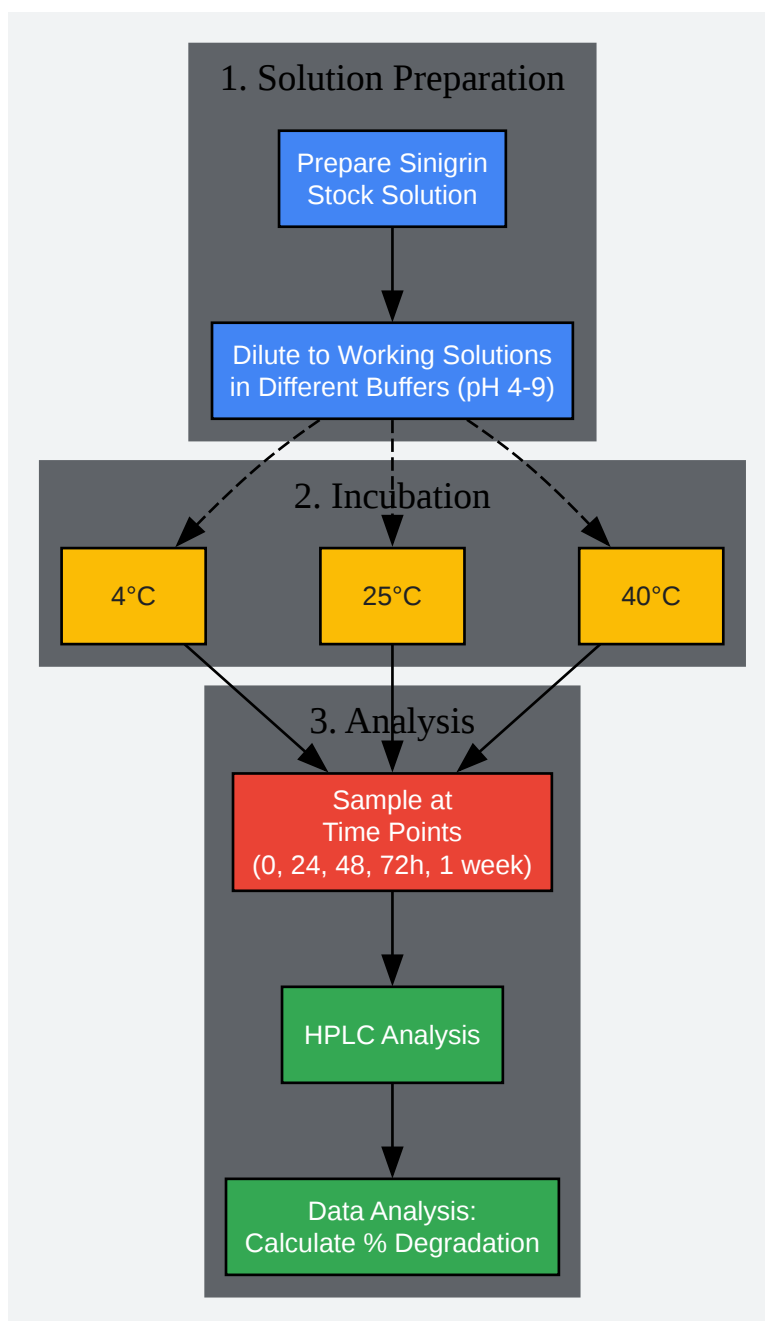 1. Solution Preparation
Prepare Sinigrin
Stock Solution
Dilute to Working Solutions
in Different Buffers (pH 4-9)
2. Incubation
4°C
25°C
40°C
3. Analysis
Sample at
Time Points
(0, 24, 48, 72h, 1 week)
HPLC Analysis
Data Analysis:
Calculate % Degradation